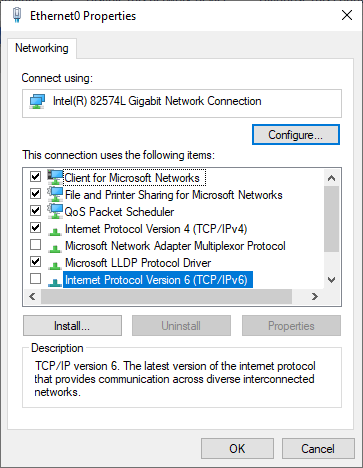 Ethernet0 Properties
Networking
Connect using:
Intel(R) 82574L Gigabit Network Connection
Configure...
This connection uses the following items:
Client for Microsoft Networks
File and Printer Sharing for Microsoft Networks
QoS Packet Scheduler
Internet Protocol Version 4 (TCP/IPv4)
Microsoft Network Adapter Multiplexor Protocol
Microsoft LLDP Protocol Driver
Internet Protocol Version 6 (TCP/IPv6)
Install...
Uninstall
Properties
Description
TCP/IP version 6. The latest version of the internet protocol
that provides communication across diverse interconnected
networks.
OK
Cancel